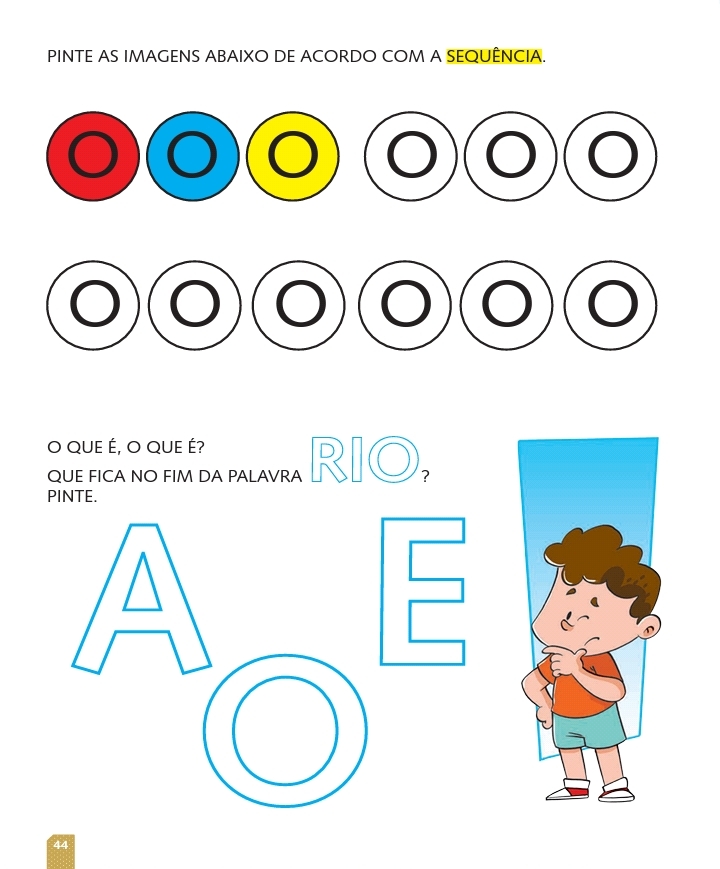 PINTE AS IMAGENS ABAIXO DE ACORDO COM A SEQUÊNCIA.
O O O O O O
O O O O O O
O QUE É, O QUE É?
QUE FICA NO FIM DA PALAVRA RIO?
PINTE.
A E
O
44